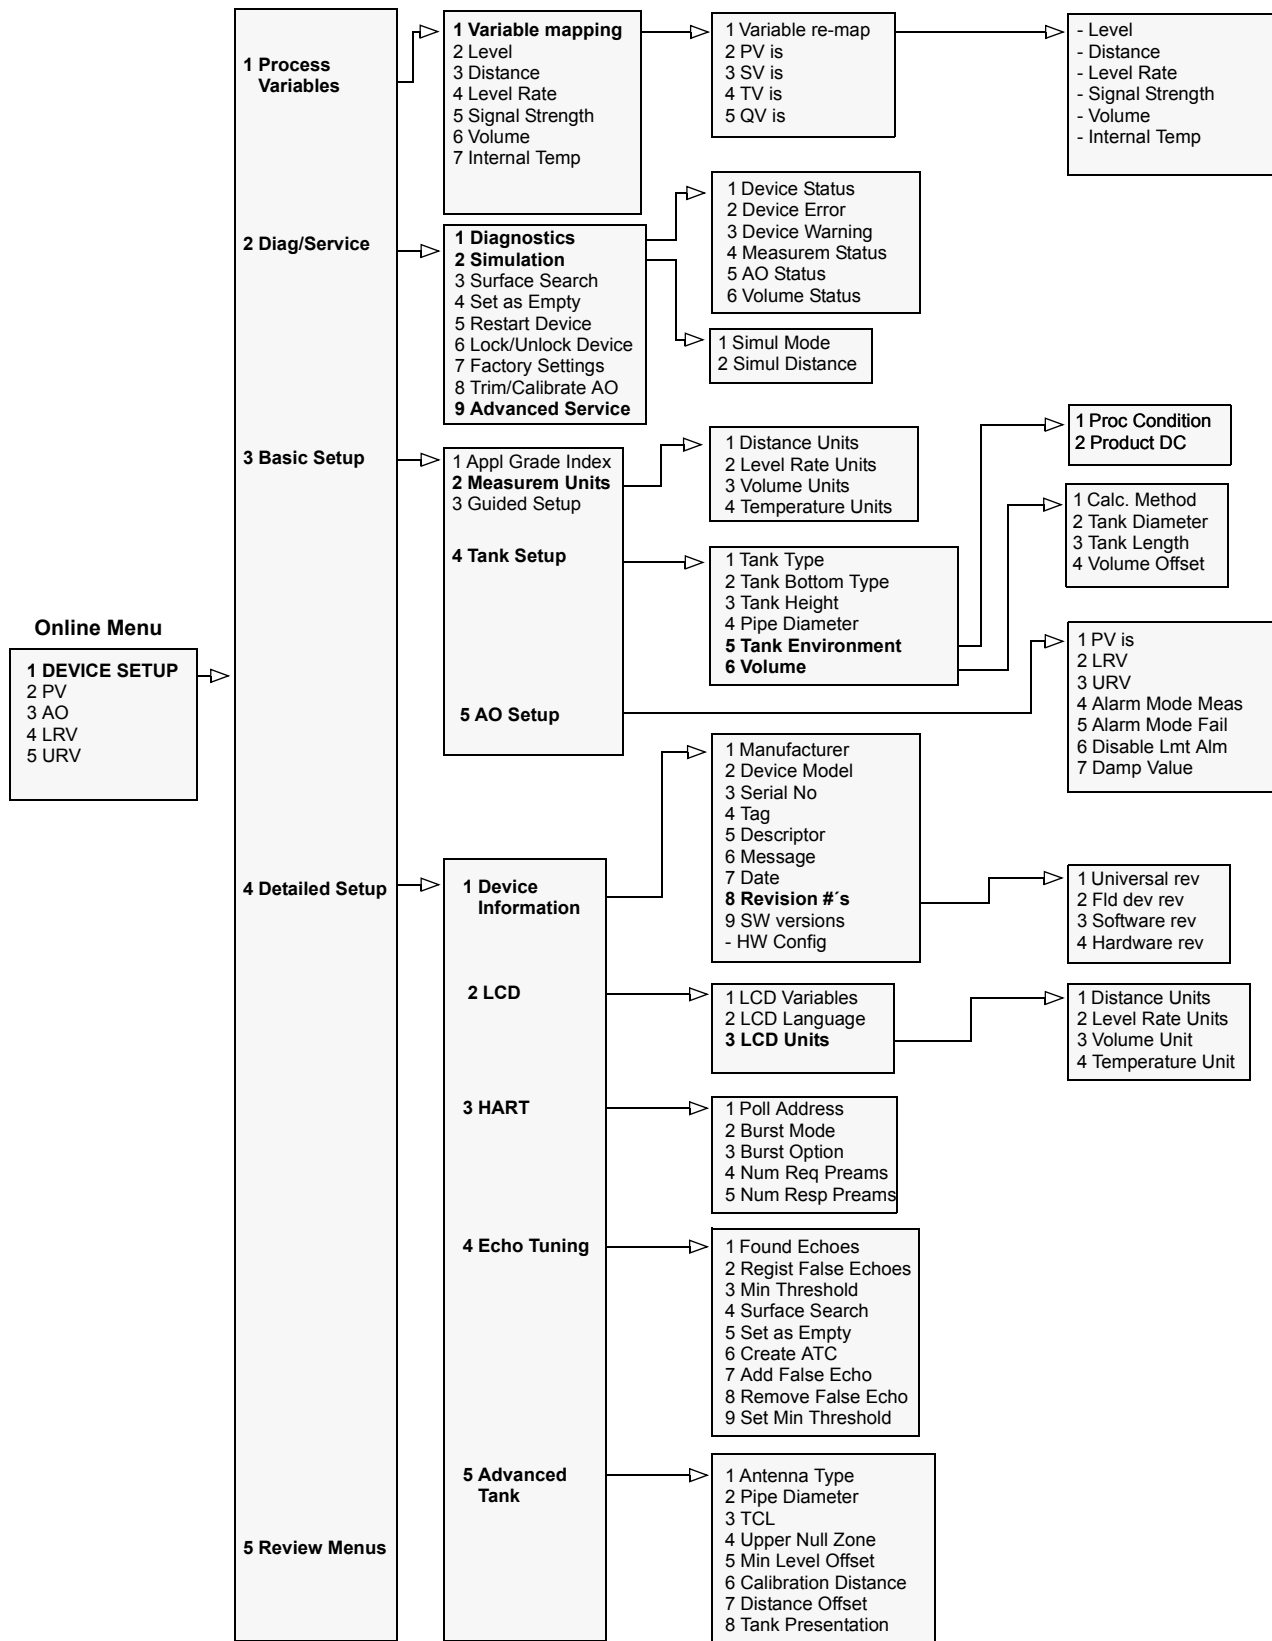 Online Menu
1 DEVICE SETUP
2 PV
3 AO
4 LRV
5 URV
1 Process
Variables
2 Diag/Service
3 Basic Setup
4 Detailed Setup
5 Review Menus
1 Variable mapping
2 Level
3 Distance
4 Level Rate
5 Signal Strength
6 Volume
7 Internal Temp
1 Variable re-map
2 PV is
3 SV is
4 TV is
5 QV is
- Level
- Distance
- Level Rate
- Signal Strength
- Volume
- Internal Temp
1 Diagnostics
2 Simulation
3 Surface Search
4 Set as Empty
5 Restart Device
6 Lock/Unlock Device
7 Factory Settings
8 Trim/Calibrate AO
9 Advanced Service
1 Device Status
2 Device Error
3 Device Warning
4 Measurem Status
5 AO Status
6 Volume Status
1 Simul Mode
2 Simul Distance
1 Appl Grade Index
2 Measurem Units
3 Guided Setup
4 Tank Setup
5 AO Setup
1 Distance Units
2 Level Rate Units
3 Volume Units
4 Temperature Units
1 Tank Type
2 Tank Bottom Type
3 Tank Height
4 Pipe Diameter
5 Tank Environment
6 Volume
1 Proc Condition
2 Product DC
1 Calc. Method
2 Tank Diameter
3 Tank Length
4 Volume Offset
1 PV is
2 LRV
3 URV
4 Alarm Mode Meas
5 Alarm Mode Fail
6 Disable Lmt Alm
7 Damp Value
1 Device
Information
2 LCD
3 HART
4 Echo Tuning
5 Advanced
Tank
1 Manufacturer
2 Device Model
3 Serial No
4 Tag
5 Descriptor
6 Message
7 Date
8 Revision #´s
9 SW versions
- HW Config
1 Universal rev
2 Fld dev rev
3 Software rev
4 Hardware rev
1 LCD Variables
2 LCD Language
3 LCD Units
1 Distance Units
2 Level Rate Units
3 Volume Unit
4 Temperature Unit
1 Poll Address
2 Burst Mode
3 Burst Option
4 Num Req Preams
5 Num Resp Preams
1 Found Echoes
2 Regist False Echoes
3 Min Threshold
4 Surface Search
5 Set as Empty
6 Create ATC
7 Add False Echo
8 Remove False Echo
9 Set Min Threshold
1 Antenna Type
2 Pipe Diameter
3 TCL
4 Upper Null Zone
5 Min Level Offset
6 Calibration Distance
7 Distance Offset
8 Tank Presentation